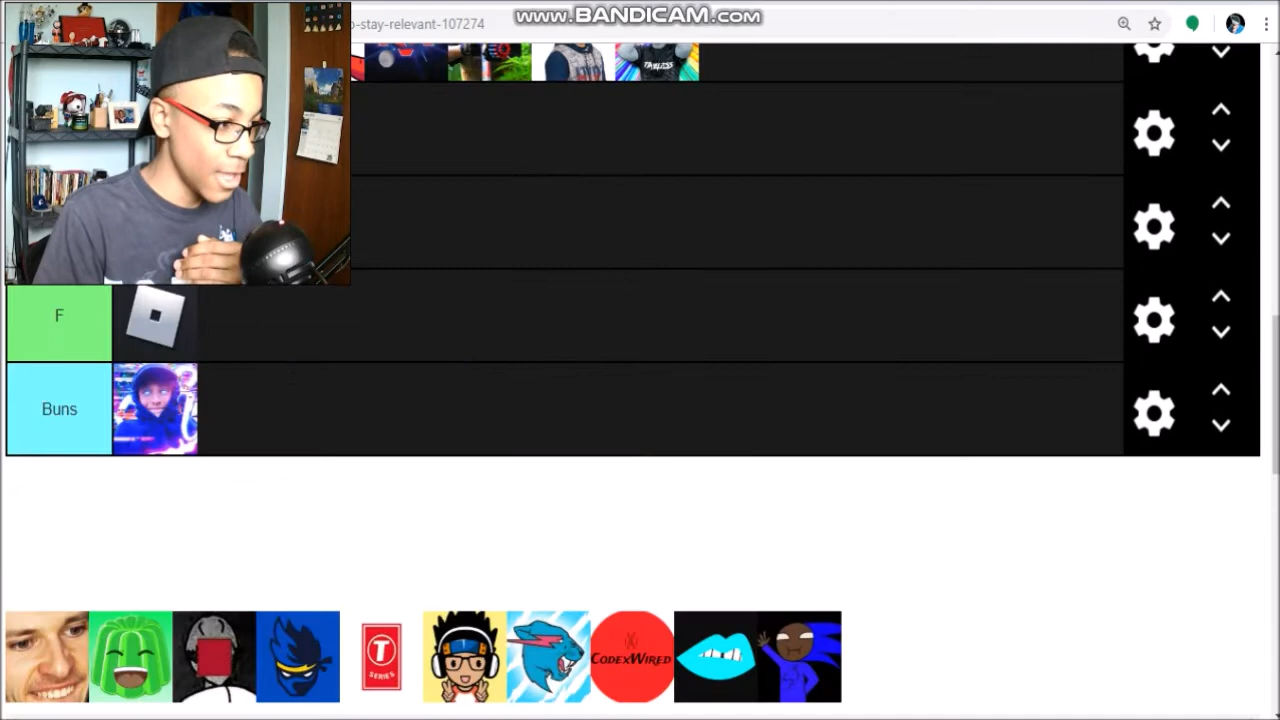 www.BANDICAM.com
o-stay-relevant-107274
F
Buns
T
SERIES
CODEXWIRED